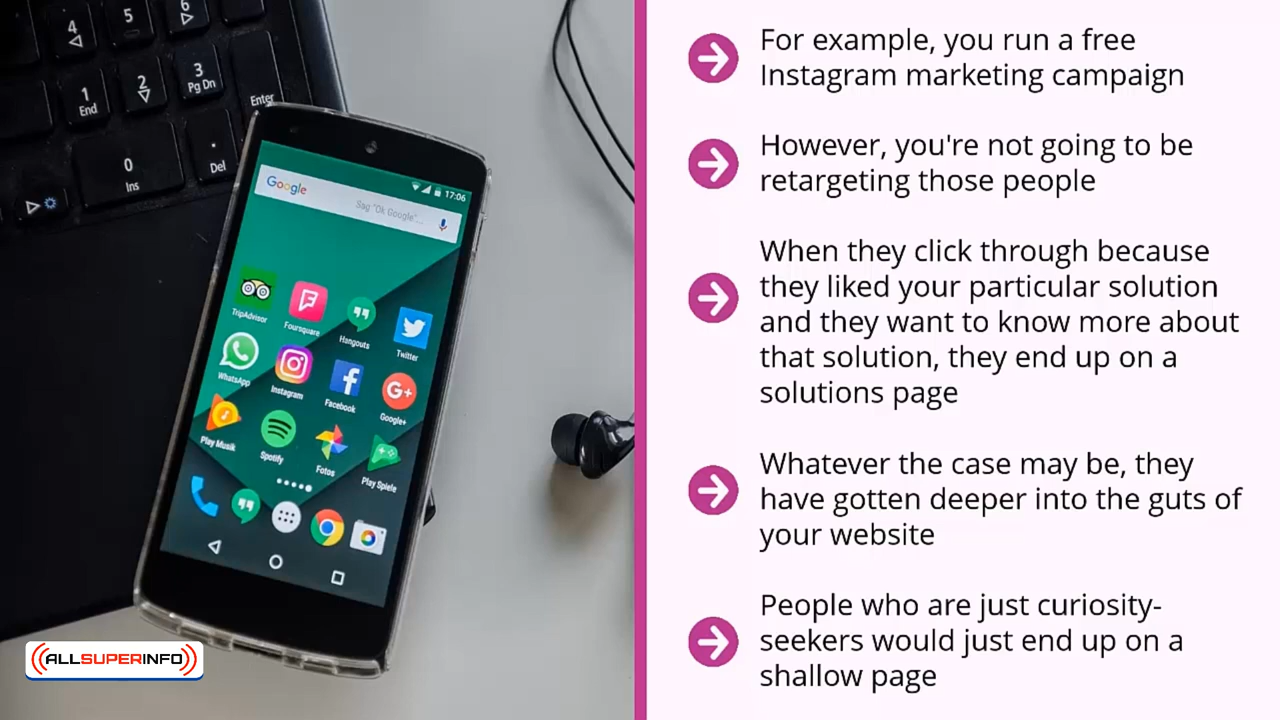 4
5
6
1
End
2
3
Pg Dn
Enter
0
Ins
.
Del
17:06
Google
Sag "Ok Google"...
TripAdvisor
Foursquare
Hangouts
Twitter
WhatsApp
Instagram
Facebook
Google+
Play Musik
Spotify
Fotos
Play Spiele
ALLSUPERINFO
For example, you run a free
Instagram marketing campaign
However, you're not going to be
retargeting those people
When they click through because
they liked your particular solution
and they want to know more about
that solution, they end up on a
solutions page
Whatever the case may be, they
have gotten deeper into the guts of
your website
People who are just curiosity-
seekers would just end up on a
shallow page